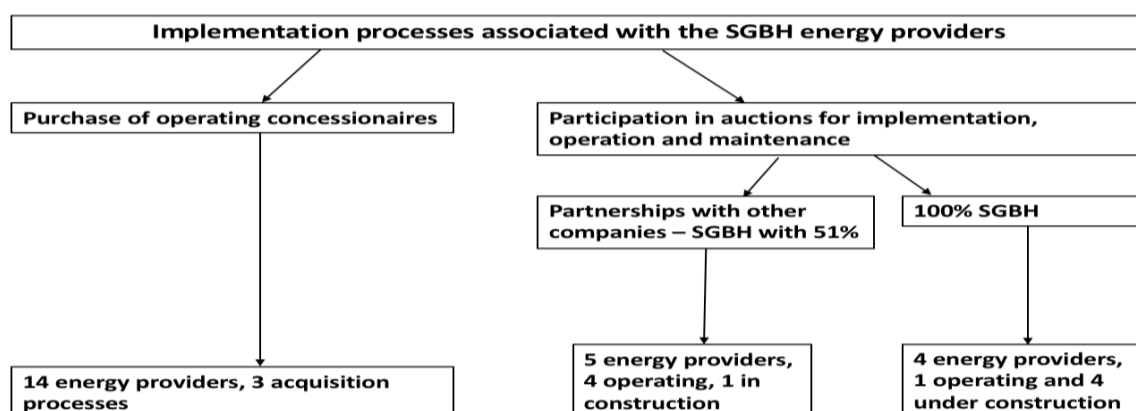 Implementation processes associated with the SGBH energy providers
Purchase of operating concessionaires
Participation in auctions for implementation,
operation and maintenance
Partnerships with other
companies – SGBH with 51%
100% SGBH
14 energy providers, 3 acquisition
processes
5 energy providers,
4 operating, 1 in
construction
4 energy providers,
1 operating and 4
under construction